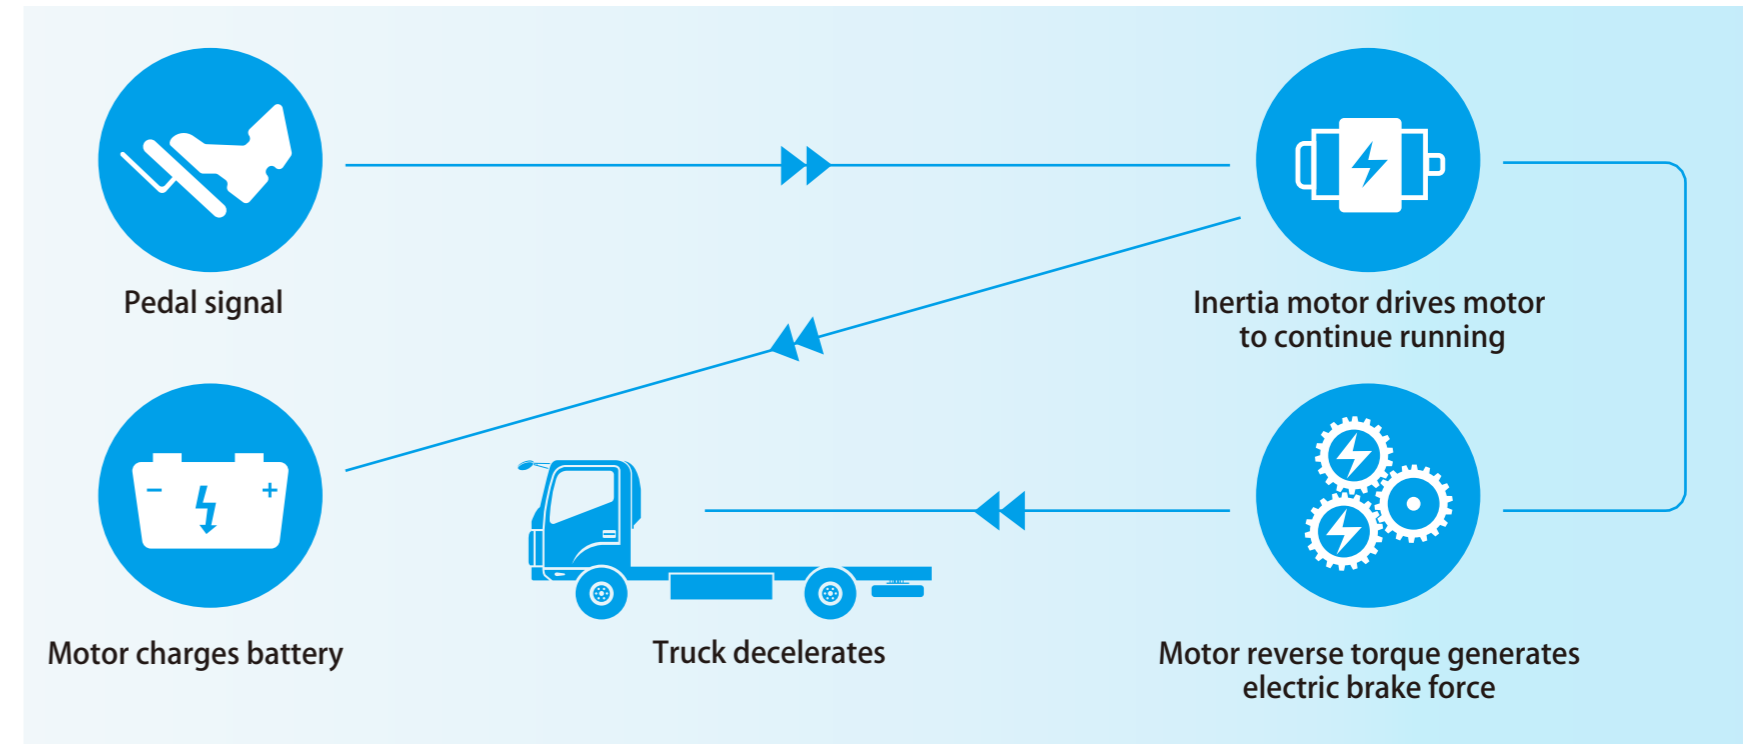 Pedal signal
Inertia motor drives motor
to continue running
Motor charges battery
Truck decelerates
Motor reverse torque generates
electric brake force